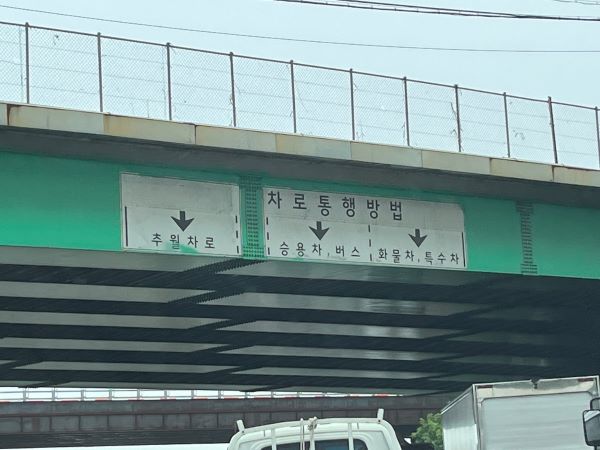 차로통행방법
추월차로
승용차, 버스
화물차, 특수차